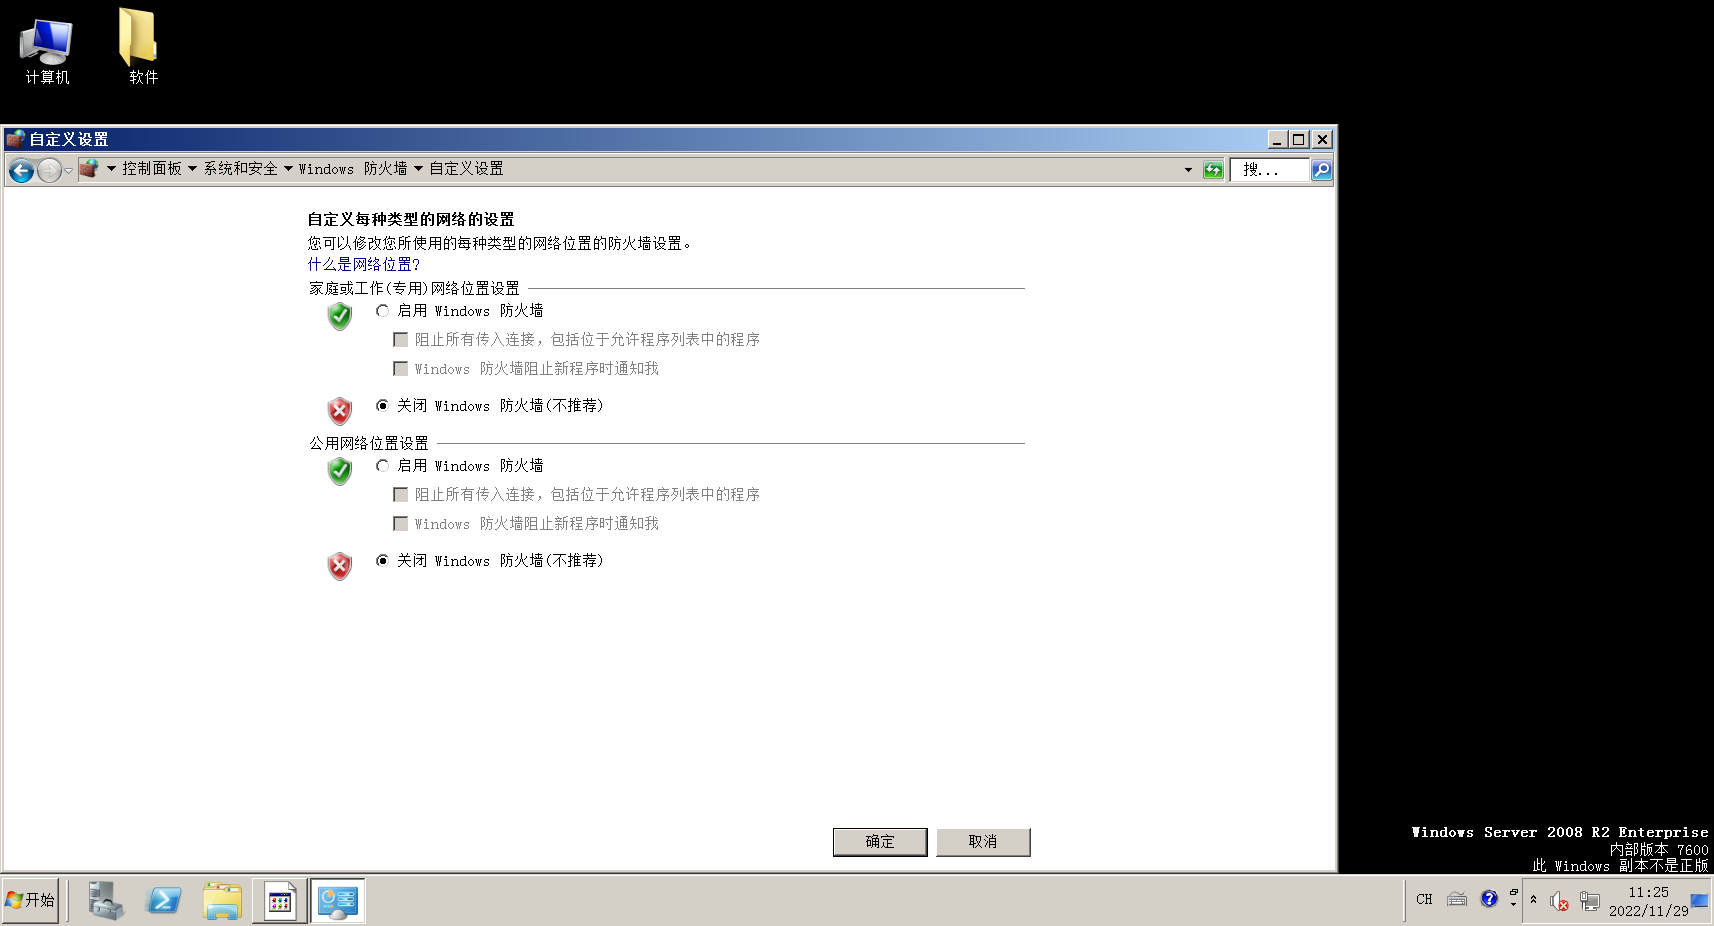 计算机
软件
自定义设置
控制面板 系统和安全 Windows 防火墙 自定义设置
搜...
自定义每种类型的网络的设置
您可以修改您所使用的每种类型的网络位置的防火墙设置。
什么是网络位置?
家庭或工作(专用)网络位置设置
启用 Windows 防火墙
阻止所有传入连接，包括位于允许程序列表中的程序
Windows 防火墙阻止新程序时通知我
关闭 Windows 防火墙(不推荐)
公用网络位置设置
启用 Windows 防火墙
阻止所有传入连接，包括位于允许程序列表中的程序
Windows 防火墙阻止新程序时通知我
关闭 Windows 防火墙(不推荐)
确定
取消
Windows Server 2008 R2 Enterprise
内部版本 7600
此 Windows 副本不是正版
开始
CH
11:25
2022/11/29